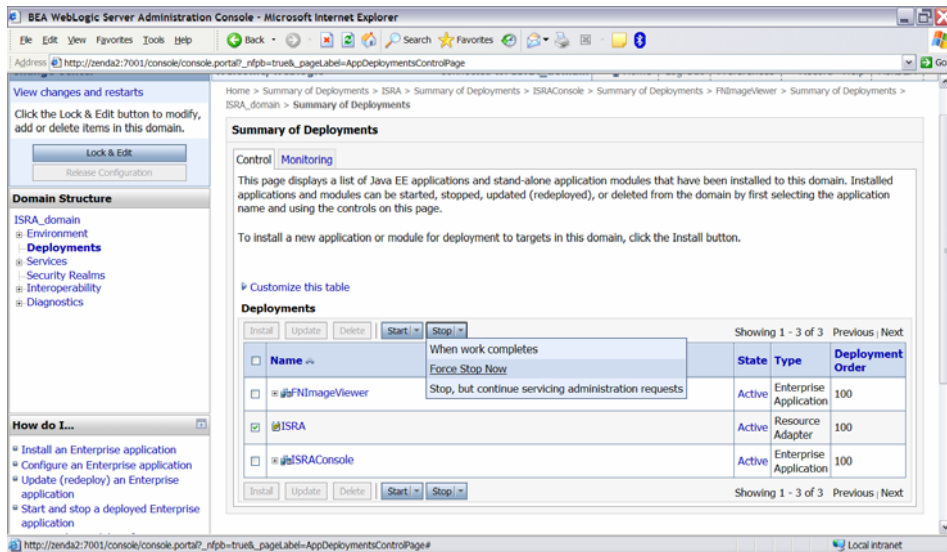 BEA WebLogic Server Administration Console - Microsoft Internet Explorer
File Edit View Favorites Tools Help
Back Search Favorites
Address http://zenda2:7001/console/console.portal?_nfpb=true&_pageLabel=AppDeploymentsControlPage Go
View changes and restarts
Click the Lock & Edit button to modify,
add or delete items in this domain.
Lock & Edit
Release Configuration
Domain Structure
ISRA_domain
Environment
Deployments
Services
Security Realms
Interoperability
Diagnostics
How do I...
Install an Enterprise application
Configure an Enterprise application
Update (redeploy) an Enterprise
application
Start and stop a deployed Enterprise
application
Home > Summary of Deployments > ISRA > Summary of Deployments > ISRAConsole > Summary of Deployments > FNImageViewer > Summary of Deployments >
ISRA_domain > Summary of Deployments
Summary of Deployments
Control Monitoring
This page displays a list of Java EE applications and stand-alone application modules that have been installed to this domain. Installed
applications and modules can be started, stopped, updated (redeployed), or deleted from the domain by first selecting the application
name and using the controls on this page.
To install a new application or module for deployment to targets in this domain, click the Install button.
Customize this table
Deployments
Install Update Delete Start Stop Showing 1 - 3 of 3 Previous | Next
When work completes
Force Stop Now
Stop, but continue servicing administration requests
Name State Type Deployment
Order
FNImageViewer Active Enterprise
Application 100
ISRA Active Resource
Adapter 100
ISRAConsole Active Enterprise
Application 100
Install Update Delete Start Stop Showing 1 - 3 of 3 Previous | Next
http://zenda2:7001/console/console.portal?_nfpb=true&_pageLabel=AppDeploymentsControlPage# Local intranet